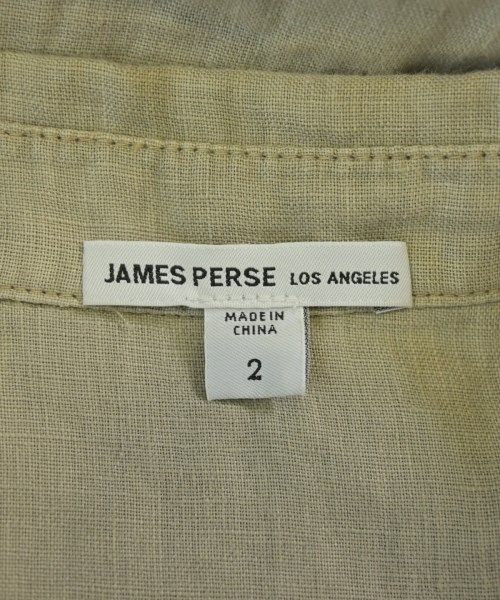 JAMES PERSE LOS ANGELES
MADE IN
CHINA
2